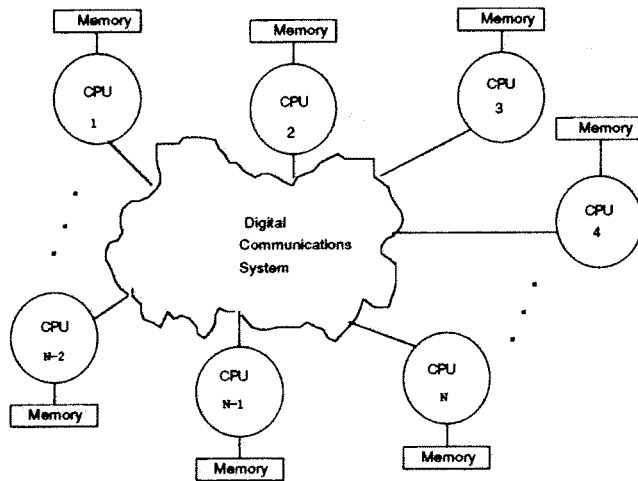 Memory
CPU
1
Memory
CPU
2
Memory
CPU
3
Memory
CPU
4
Digital
Communications
System
CPU
N-2
Memory
CPU
N-1
Memory
CPU
N
Memory